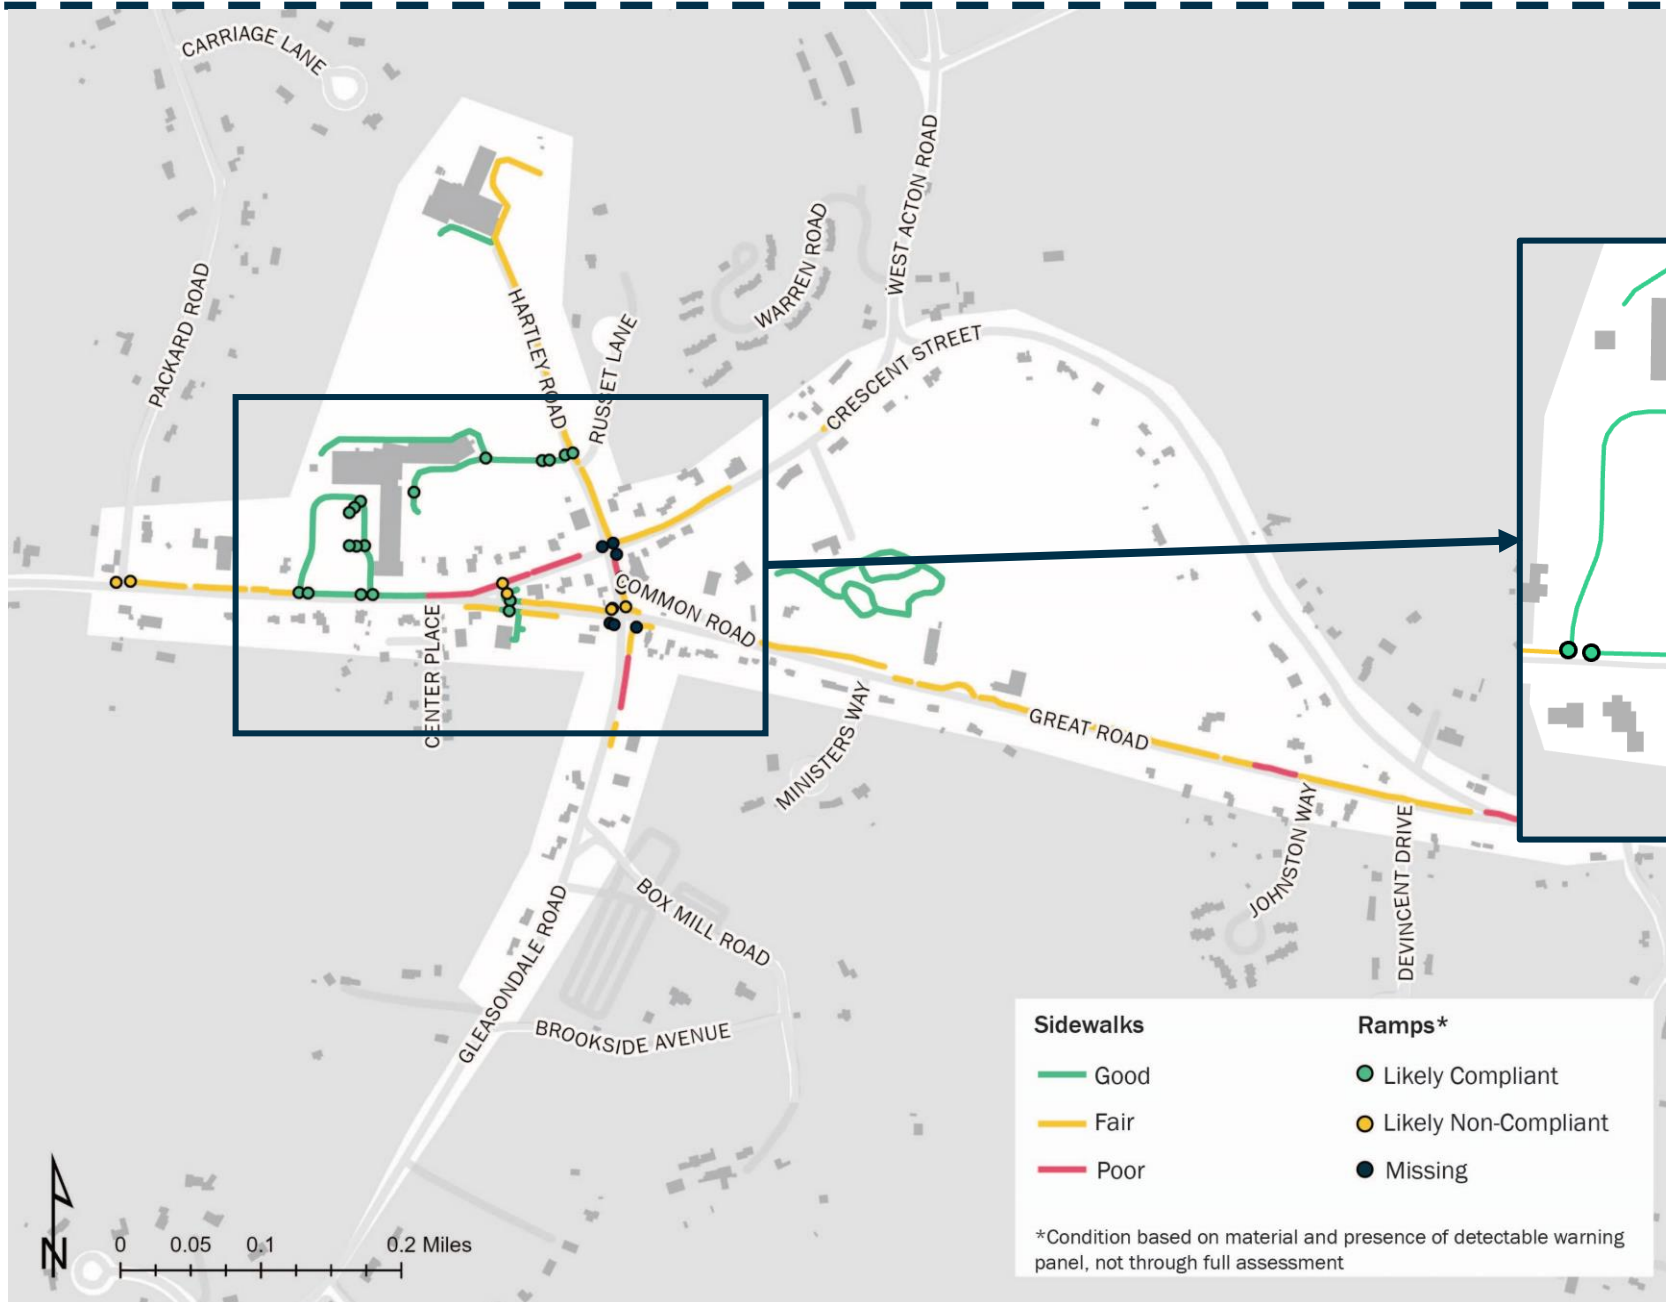 CARRIAGE LANE
PACKARD ROAD
HARTLEY ROAD
RUSSET LANE
WARREN ROAD
WEST ACTON ROAD
CRESCENT STREET
COMMON ROAD
CENTER PLACE
MINISTERS WAY
GREAT ROAD
JOHNSTON WAY
DEVINCENT DRIVE
BOX MILL ROAD
GLEASONDALE ROAD
BROOKSIDE AVENUE
N
0 0.05 0.1 0.2 Miles
Sidewalks
Good
Fair
Poor
Ramps*
Likely Compliant
Likely Non-Compliant
Missing
*Condition based on material and presence of detectable warning
panel, not through full assessment